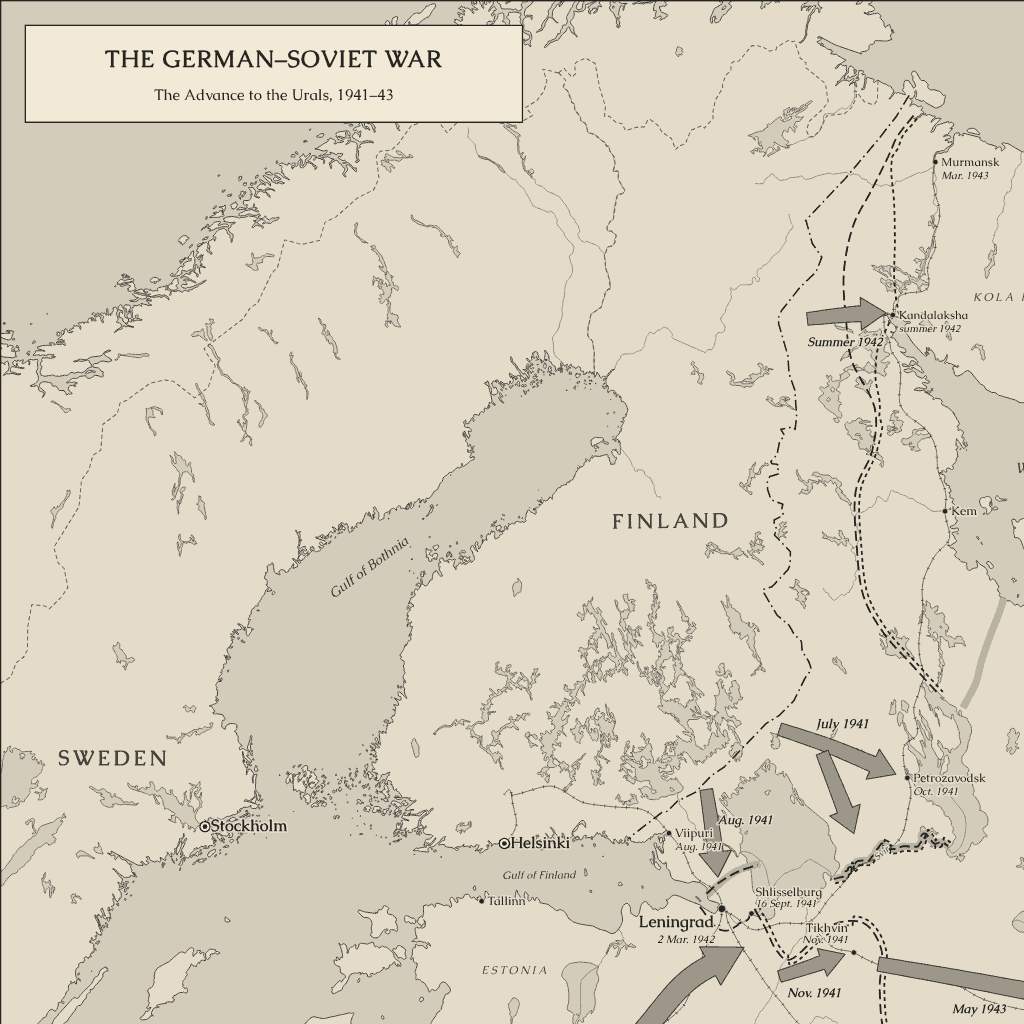 THE GERMAN–SOVIET WAR
The Advance to the Urals, 1941–43
Murmansk
Mar. 1943
Kandalaksha
summer 1942
Summer 1942
Kem
FINLAND
Gulf of Bothnia
July 1941
SWEDEN
Petrozavodsk
Oct. 1941
Aug. 1941
Stockholm
Viipuri
Aug. 1941
Helsinki
Gulf of Finland
Shlisselburg
16 Sept. 1941
Tallinn
Leningrad
2 Mar. 1942
Tikhvin
Nov. 1941
ESTONIA
Nov. 1941
May 1943